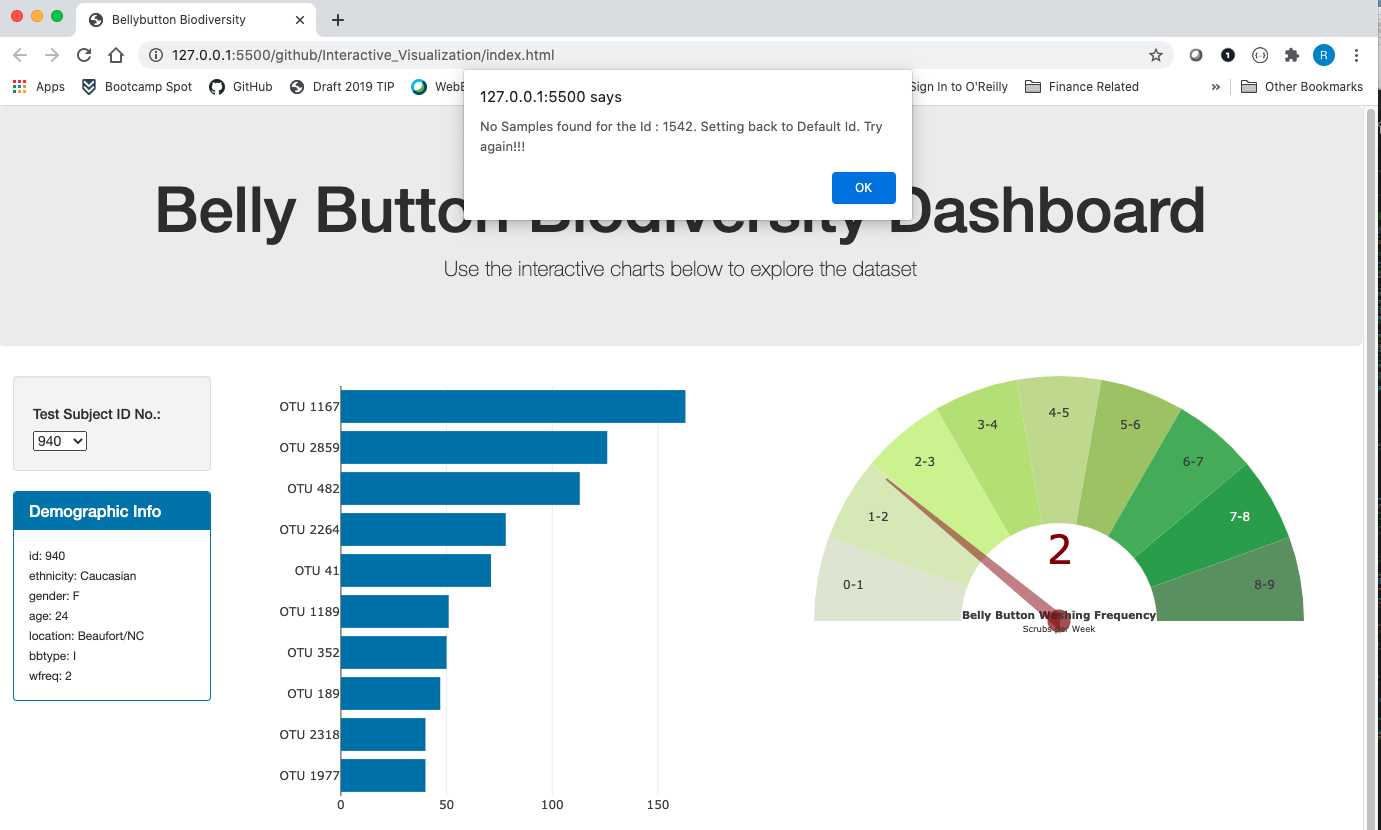 Bellybutton Biodiversity
127.0.0.1:5500/github/Interactive_Visualization/index.html
R
Apps
Bootcamp Spot
GitHub
Draft 2019 TIP
Sign In to O'Reilly
Finance Related
»
Other Bookmarks
127.0.0.1:5500 says
No Samples found for the Id : 1542. Setting back to Default Id. Try
again!!!
OK
Belly Button Biodiversity Dashboard
Use the interactive charts below to explore the dataset
Test Subject ID No.:
940
Demographic Info
id: 940
ethnicity: Caucasian
gender: F
age: 24
location: Beaufort/NC
bbtype: I
wfreq: 2
OTU 1167
OTU 2859
OTU 482
OTU 2264
OTU 41
OTU 1189
OTU 352
OTU 189
OTU 2318
OTU 1977
0
50
100
150
0-1
1-2
2-3
3-4
4-5
5-6
6-7
7-8
8-9
2
Belly Button Washing Frequency
Scrubs per Week